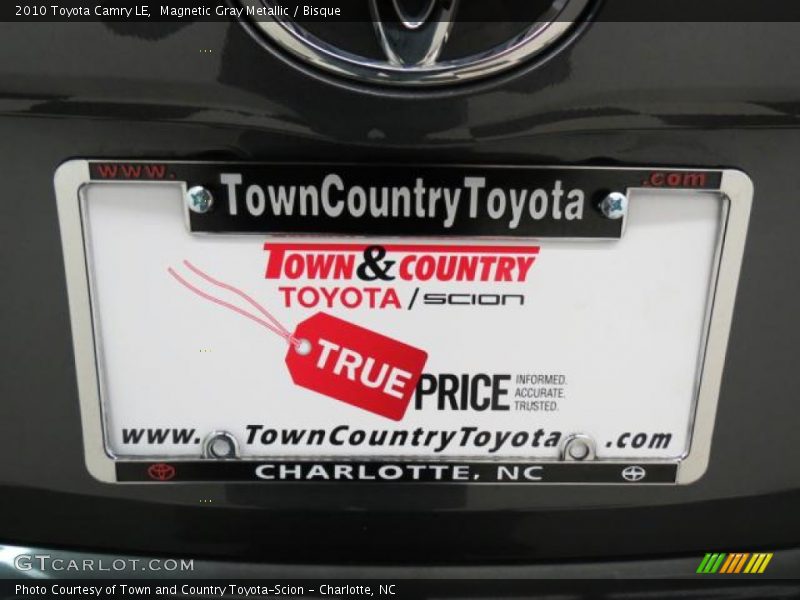 2010 Toyota Camry LE, Magnetic Gray Metallic / Bisque
www. .com
TownCountryToyota
TOWN & COUNTRY
TOYOTA / SCION
TRUE PRICE
INFORMED.
ACCURATE.
TRUSTED.
www. TownCountryToyota .com
CHARLOTTE, NC
GTCARLOT.COM
Photo Courtesy of Town and Country Toyota-Scion - Charlotte, NC